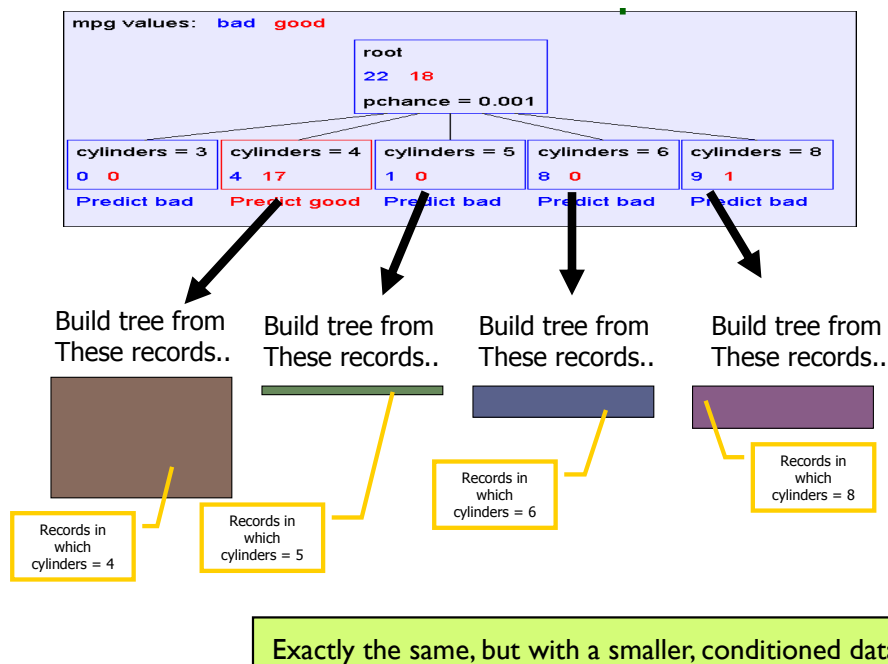 mpg values: bad good
root
22 18
pchance = 0.001
cylinders = 3
0 0
Predict bad
cylinders = 4
4 17
Predict good
cylinders = 5
1 0
Predict bad
cylinders = 6
8 0
Predict bad
cylinders = 8
9 1
Predict bad
Build tree from
These records..
Build tree from
These records..
Build tree from
These records..
Build tree from
These records..
Records in
which
cylinders = 4
Records in
which
cylinders = 5
Records in
which
cylinders = 6
Records in
which
cylinders = 8
Exactly the same, but with a smaller, conditioned data